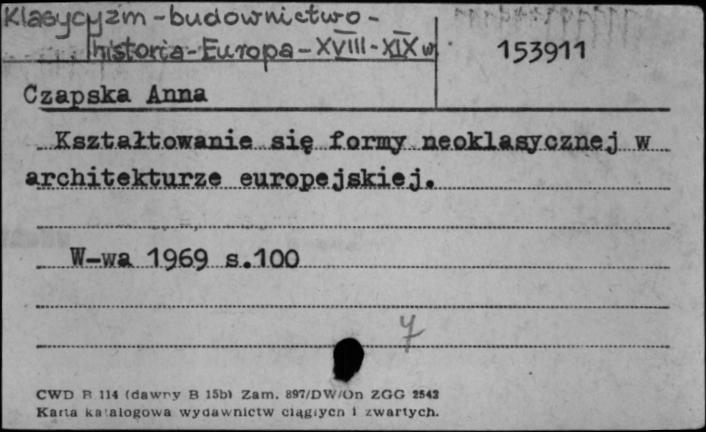 Klasycyzm - budownictwo -
historia - Europa - XVIII - XIX w.
153911
Czapska Anna
Kształtowanie się formy neoklasycznej w
architekturze europejskiej.
W-wa 1969 s.100
7
CWD B 114 (dawny B 15b) Zam. 897/DW/On ZGG 2542
Karta katalogowa wydawnictw ciągłych i zwartych.